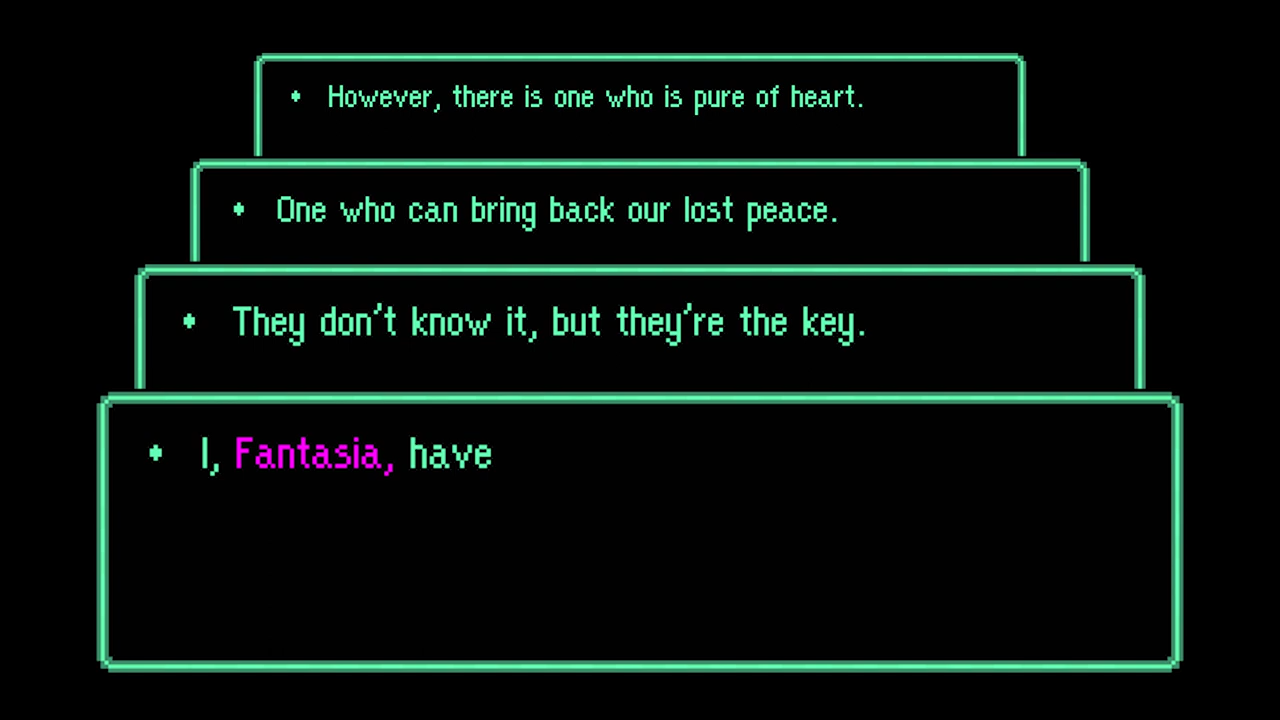 • However, there is one who is pure of heart.
• One who can bring back our lost peace.
• They don't know it, but they're the key.
• I, Fantasia, have